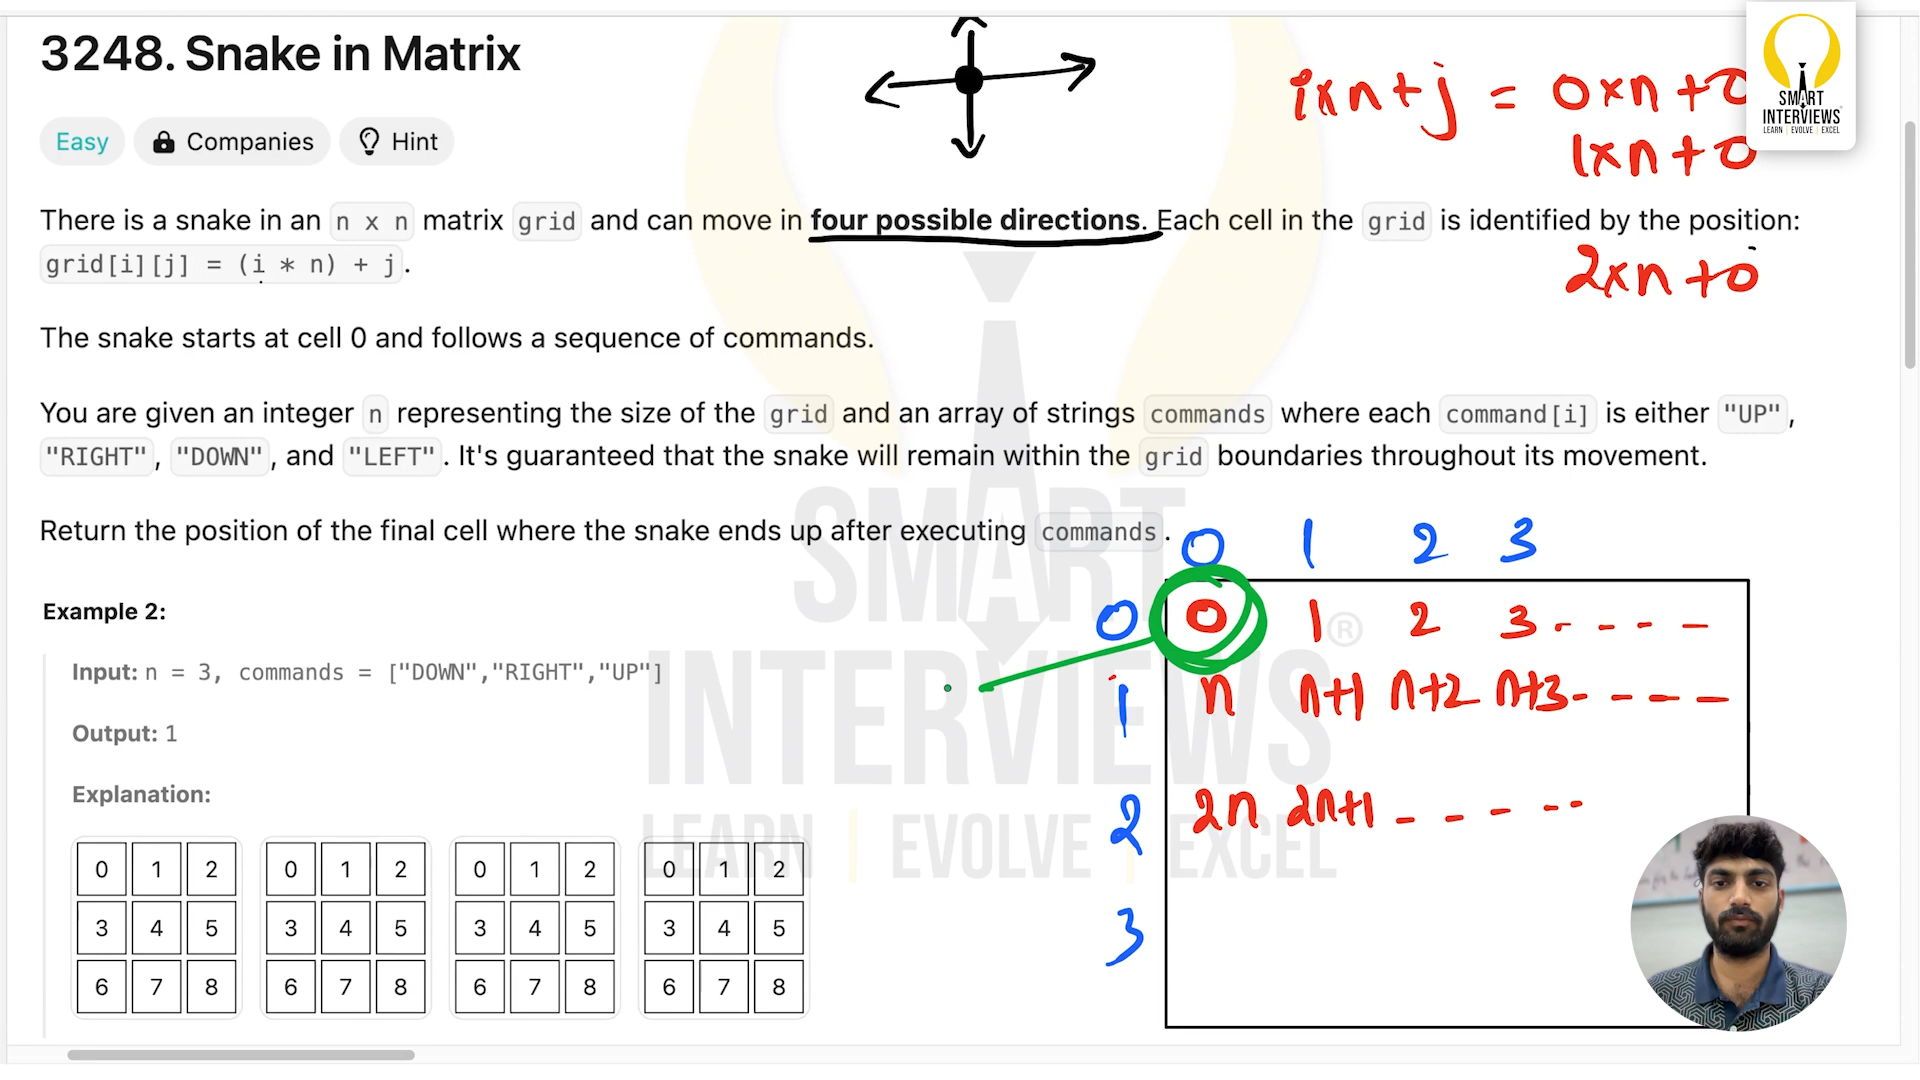 3248. Snake in Matrix
Easy
Companies
Hint
i x n + j = 0 x n + 0
1 x n + 0
2 x n + 0
SMART
INTERVIEWS
LEARN | EVOLVE | EXCEL
There is a snake in an n x n matrix grid and can move in four possible directions. Each cell in the grid is identified by the position:
grid[i][j] = (i * n) + j.
The snake starts at cell 0 and follows a sequence of commands.
You are given an integer n representing the size of the grid and an array of strings commands where each command[i] is either "UP",
"RIGHT", "DOWN", and "LEFT". It's guaranteed that the snake will remain within the grid boundaries throughout its movement.
Return the position of the final cell where the snake ends up after executing commands.
Example 2:
Input: n = 3, commands = ["DOWN","RIGHT","UP"]
Output: 1
Explanation:
0 1 2 0 1 2 0 1 2 0 1 2
3 4 5 3 4 5 3 4 5 3 4 5
6 7 8 6 7 8 6 7 8 6 7 8
0 1 2 3
0 0 1 2 3 - - - -
1 n n+1 n+2 n+3 - - - - -
2 2n 2n+1 - - - - -
3
SMART
INTERVIEWS®
LEARN | EVOLVE | EXCEL